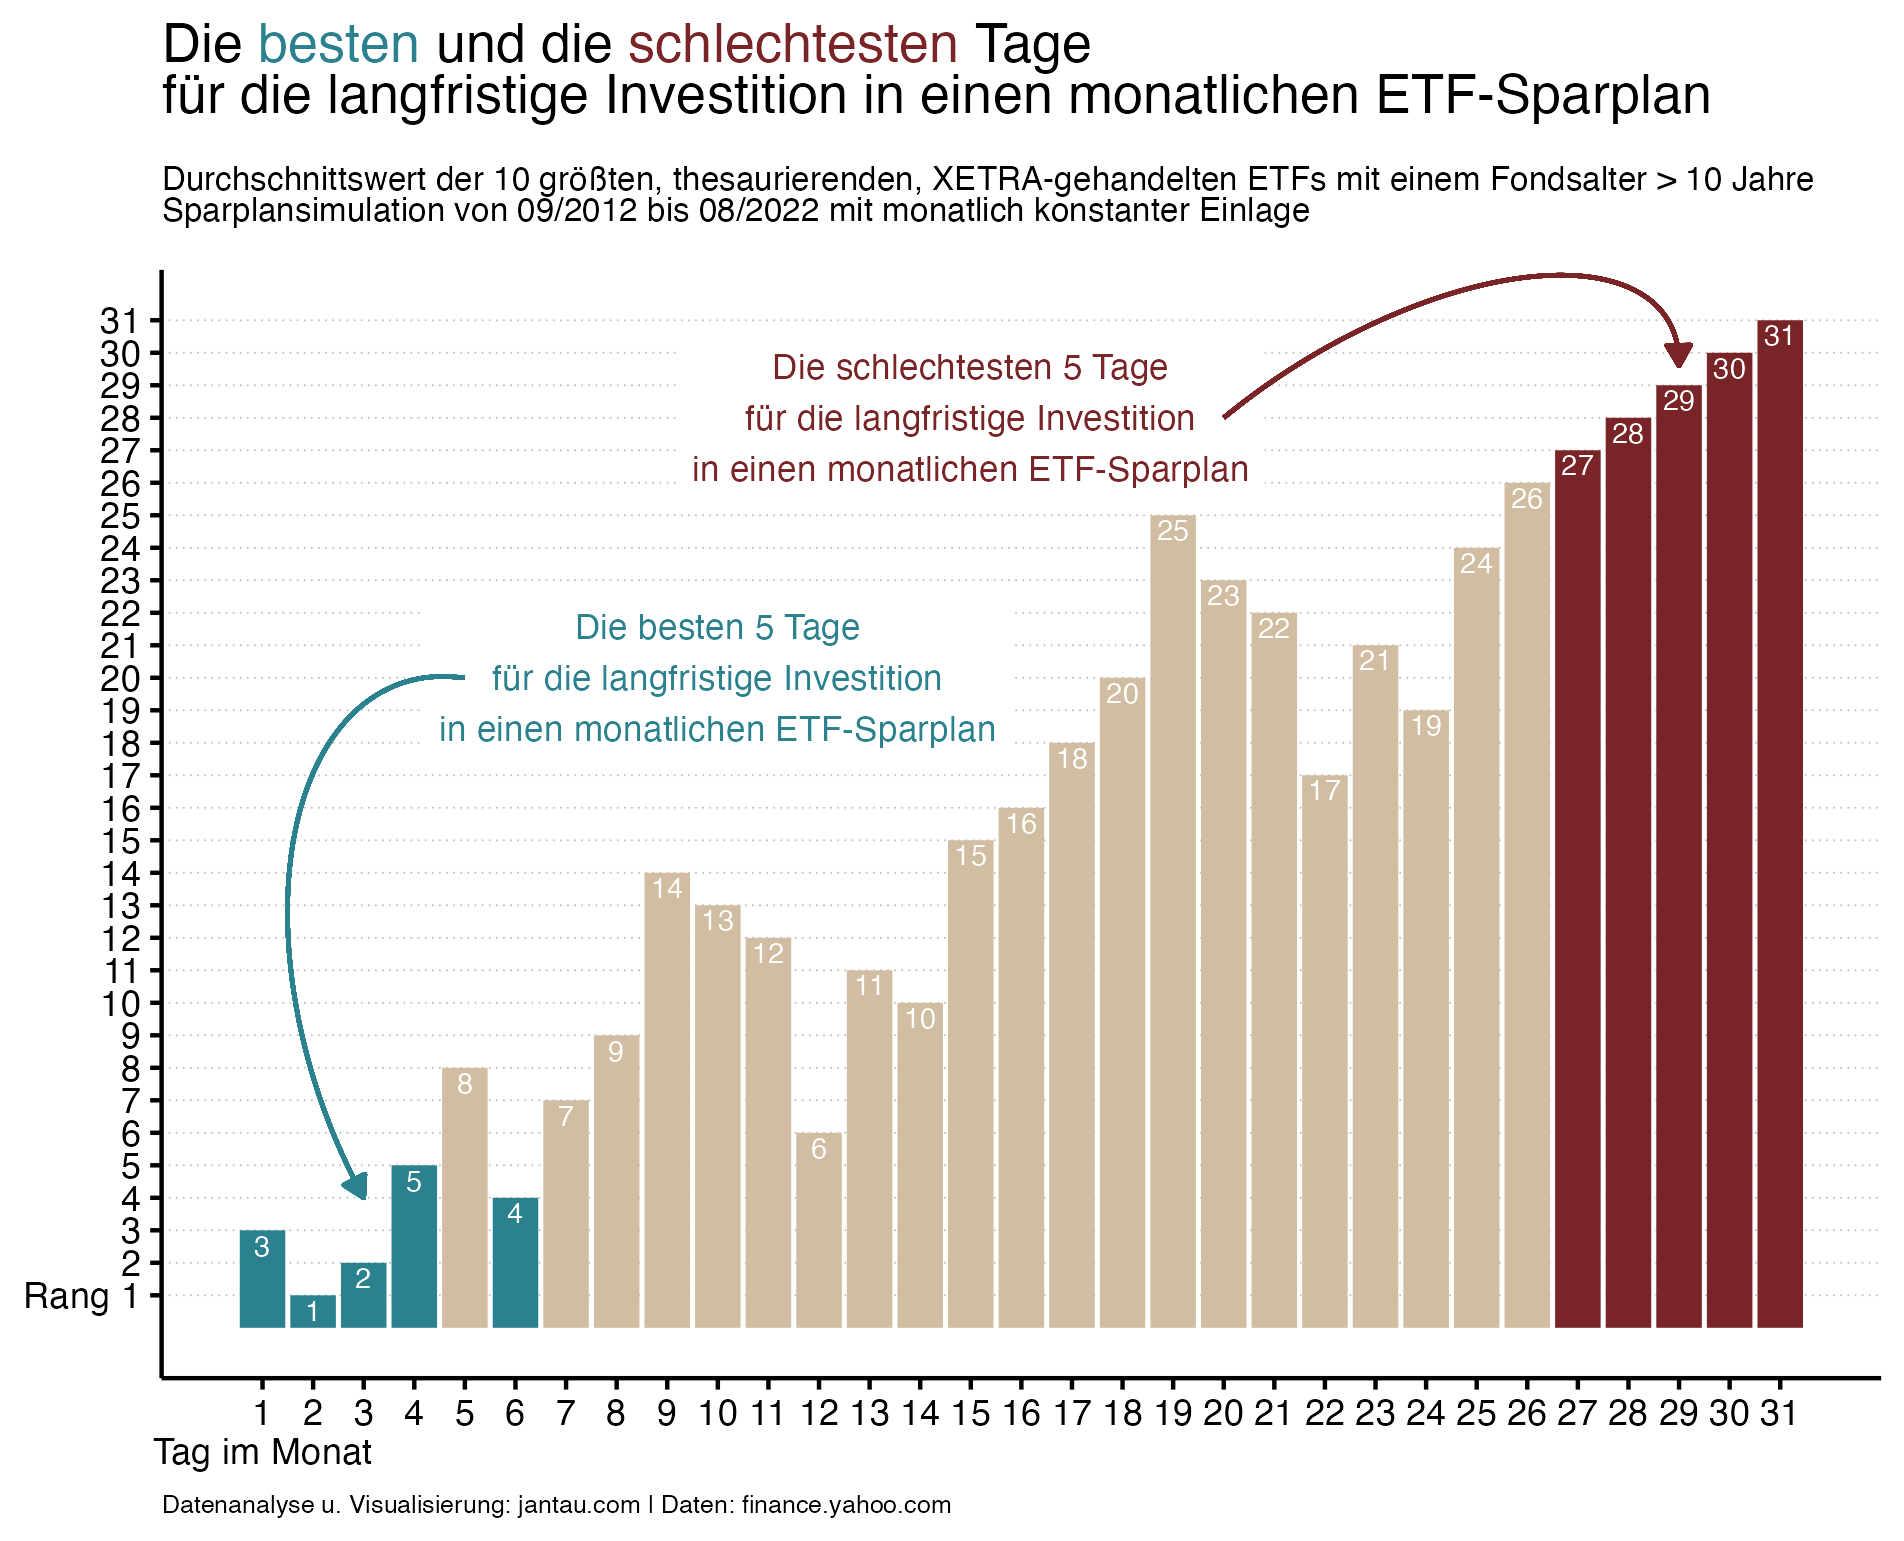 Die besten und die schlechtesten Tage
für die langfristige Investition in einen monatlichen ETF-Sparplan
Durchschnittswert der 10 größten, thesaurierenden, XETRA-gehandelten ETFs mit einem Fondsalter > 10 Jahre
Sparplansimulation von 09/2012 bis 08/2022 mit monatlich konstanter Einlage
31
30
29
28
27
26
25
24
23
22
21
20
19
18
17
16
15
14
13
12
11
10
9
8
7
6
5
4
3
2
Rang 1
Die schlechtesten 5 Tage
für die langfristige Investition
in einen monatlichen ETF-Sparplan
Die besten 5 Tage
für die langfristige Investition
in einen monatlichen ETF-Sparplan
3 1 2 5 8 4 7 9 14 13 12 6 11 10 15 16 18 20 25 23 22 17 21 19 24 26 27 28 29 30 31
1 2 3 4 5 6 7 8 9 10 11 12 13 14 15 16 17 18 19 20 21 22 23 24 25 26 27 28 29 30 31
Tag im Monat
Datenanalyse u. Visualisierung: jantau.com | Daten: finance.yahoo.com